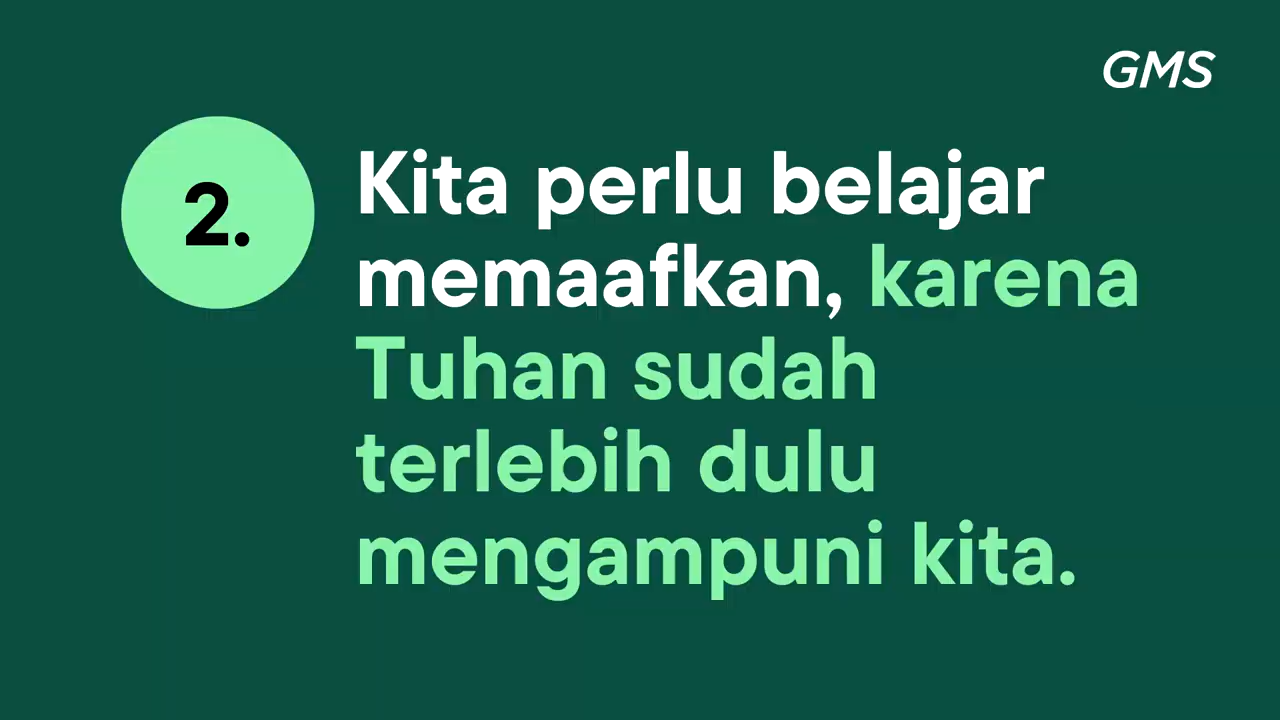 GMS
2.
Kita perlu belajar
memaafkan, karena
Tuhan sudah
terlebih dulu
mengampuni kita.